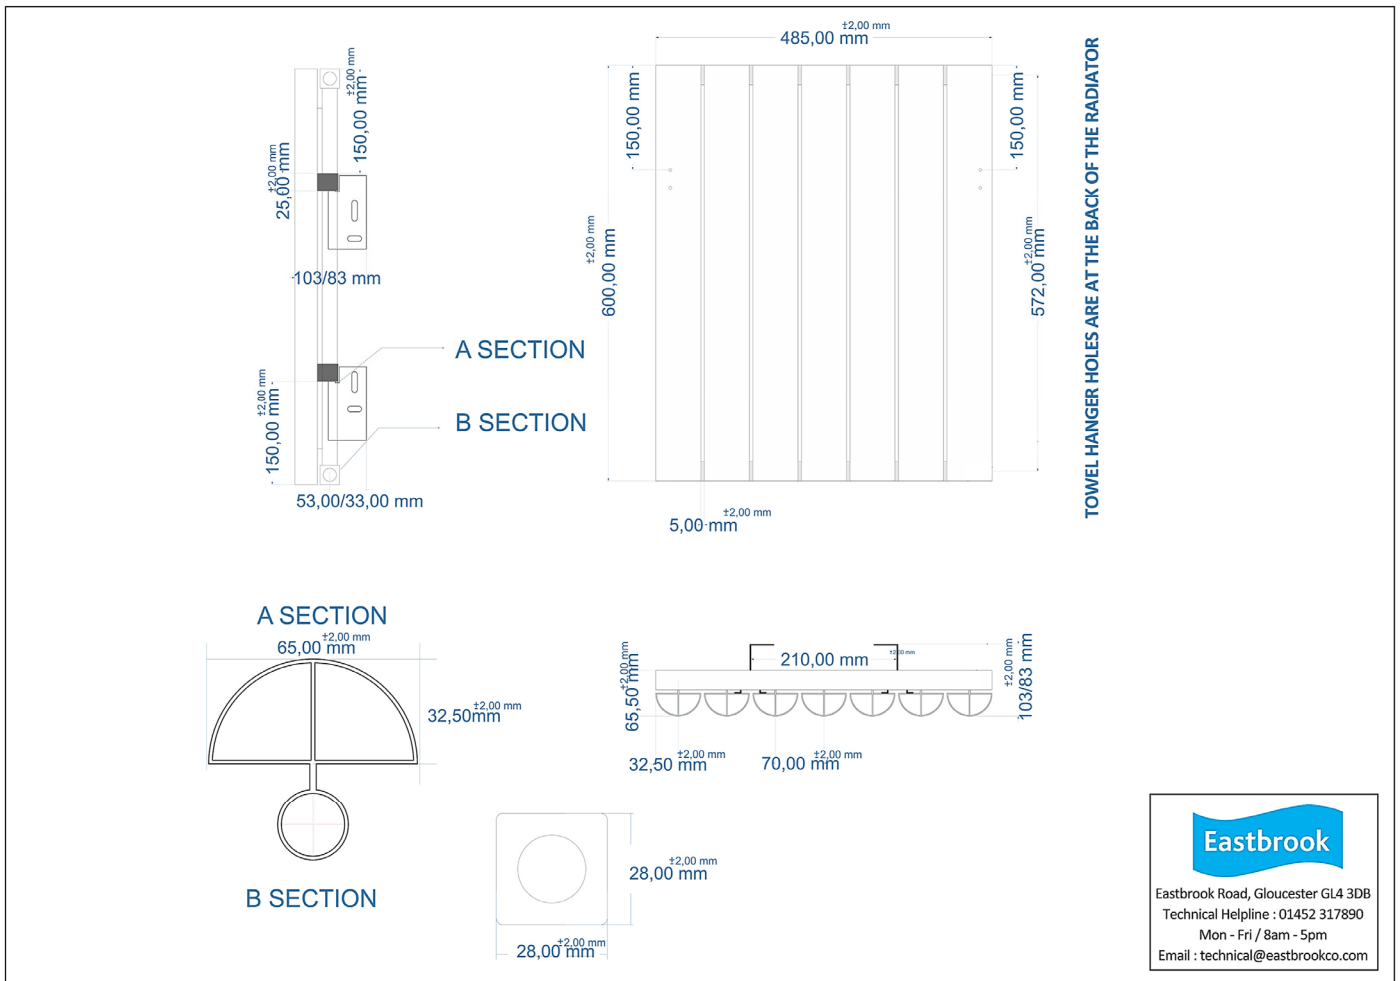 485,00 mm ±2,00 mm
150,00 mm ±2,00 mm
25,00 mm ±2,00 mm
103/83 mm
A SECTION
B SECTION
150,00 mm ±2,00 mm
53,00/33,00 mm
150,00 mm
150,00 mm
600,00 mm ±2,00 mm
572,00 mm ±2,00 mm
5,00 mm ±2,00 mm
TOWEL HANGER HOLES ARE AT THE BACK OF THE RADIATOR
A SECTION
65,00 mm ±2,00 mm
32,50mm ±2,00 mm
B SECTION
28,00 mm ±2,00 mm
28,00 mm ±2,00 mm
210,00 mm ±2,00 mm
65,50 mm ±2,00 mm
103/83 mm ±2,00 mm
32,50 mm ±2,00 mm
70,00 mm ±2,00 mm
Eastbrook
Eastbrook Road, Gloucester GL4 3DB
Technical Helpline : 01452 317890
Mon - Fri / 8am - 5pm
Email : technical@eastbrookco.com